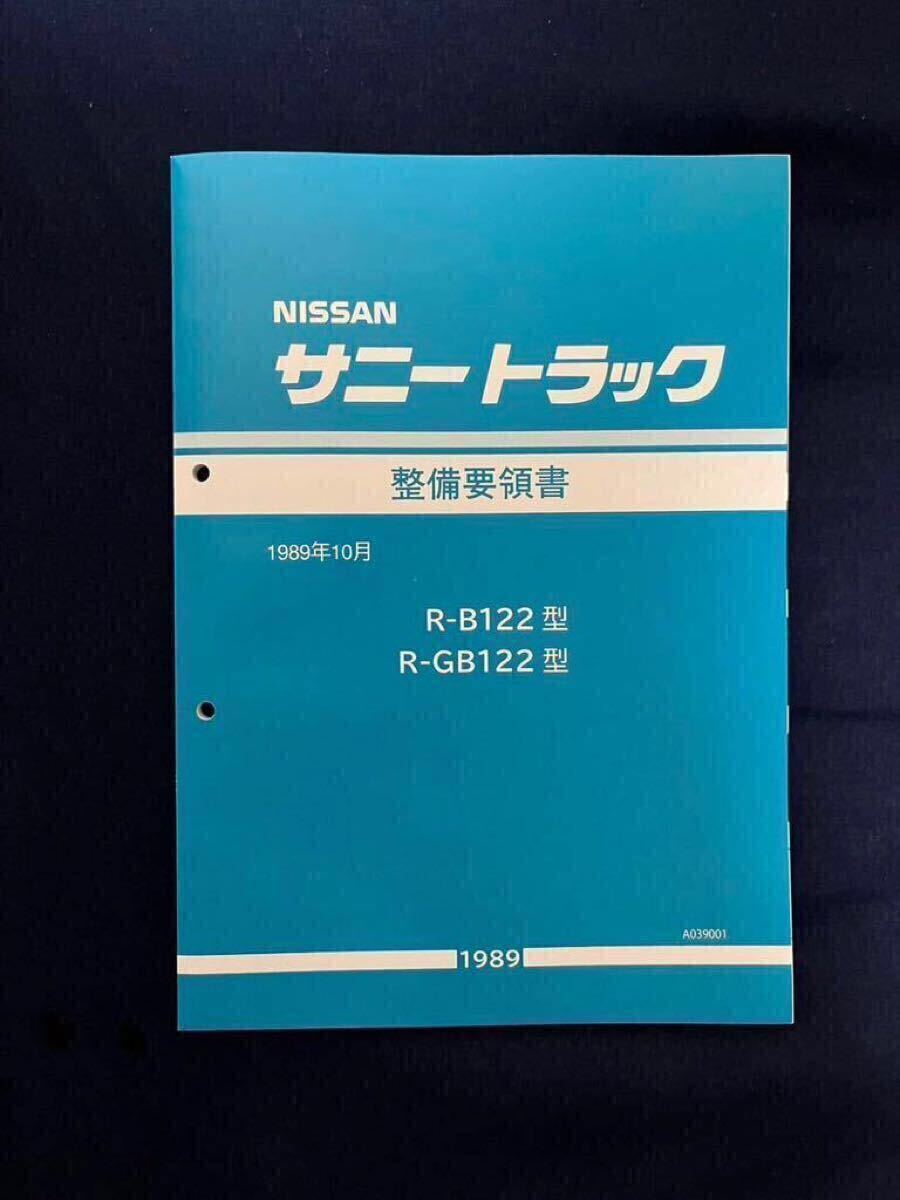 NISSAN
サニートラック
整備要領書
1989年10月
R-B122 型
R-GB122 型
A039001
1989